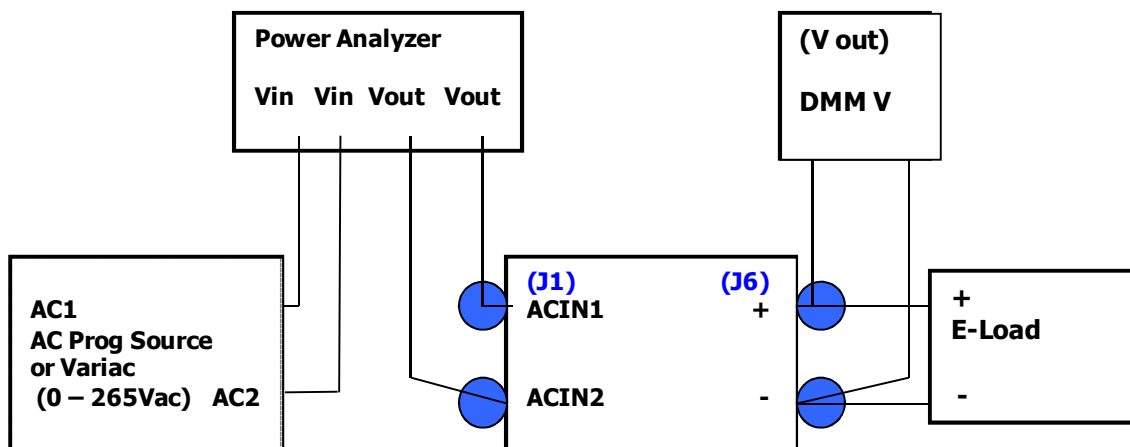 Power Analyzer
Vin Vin Vout Vout
(V out)
DMM V
AC1
AC Prog Source
or Variac
(0 – 265Vac) AC2
(J1) (J6)
ACIN1 +
ACIN2 -
+
E-Load
-